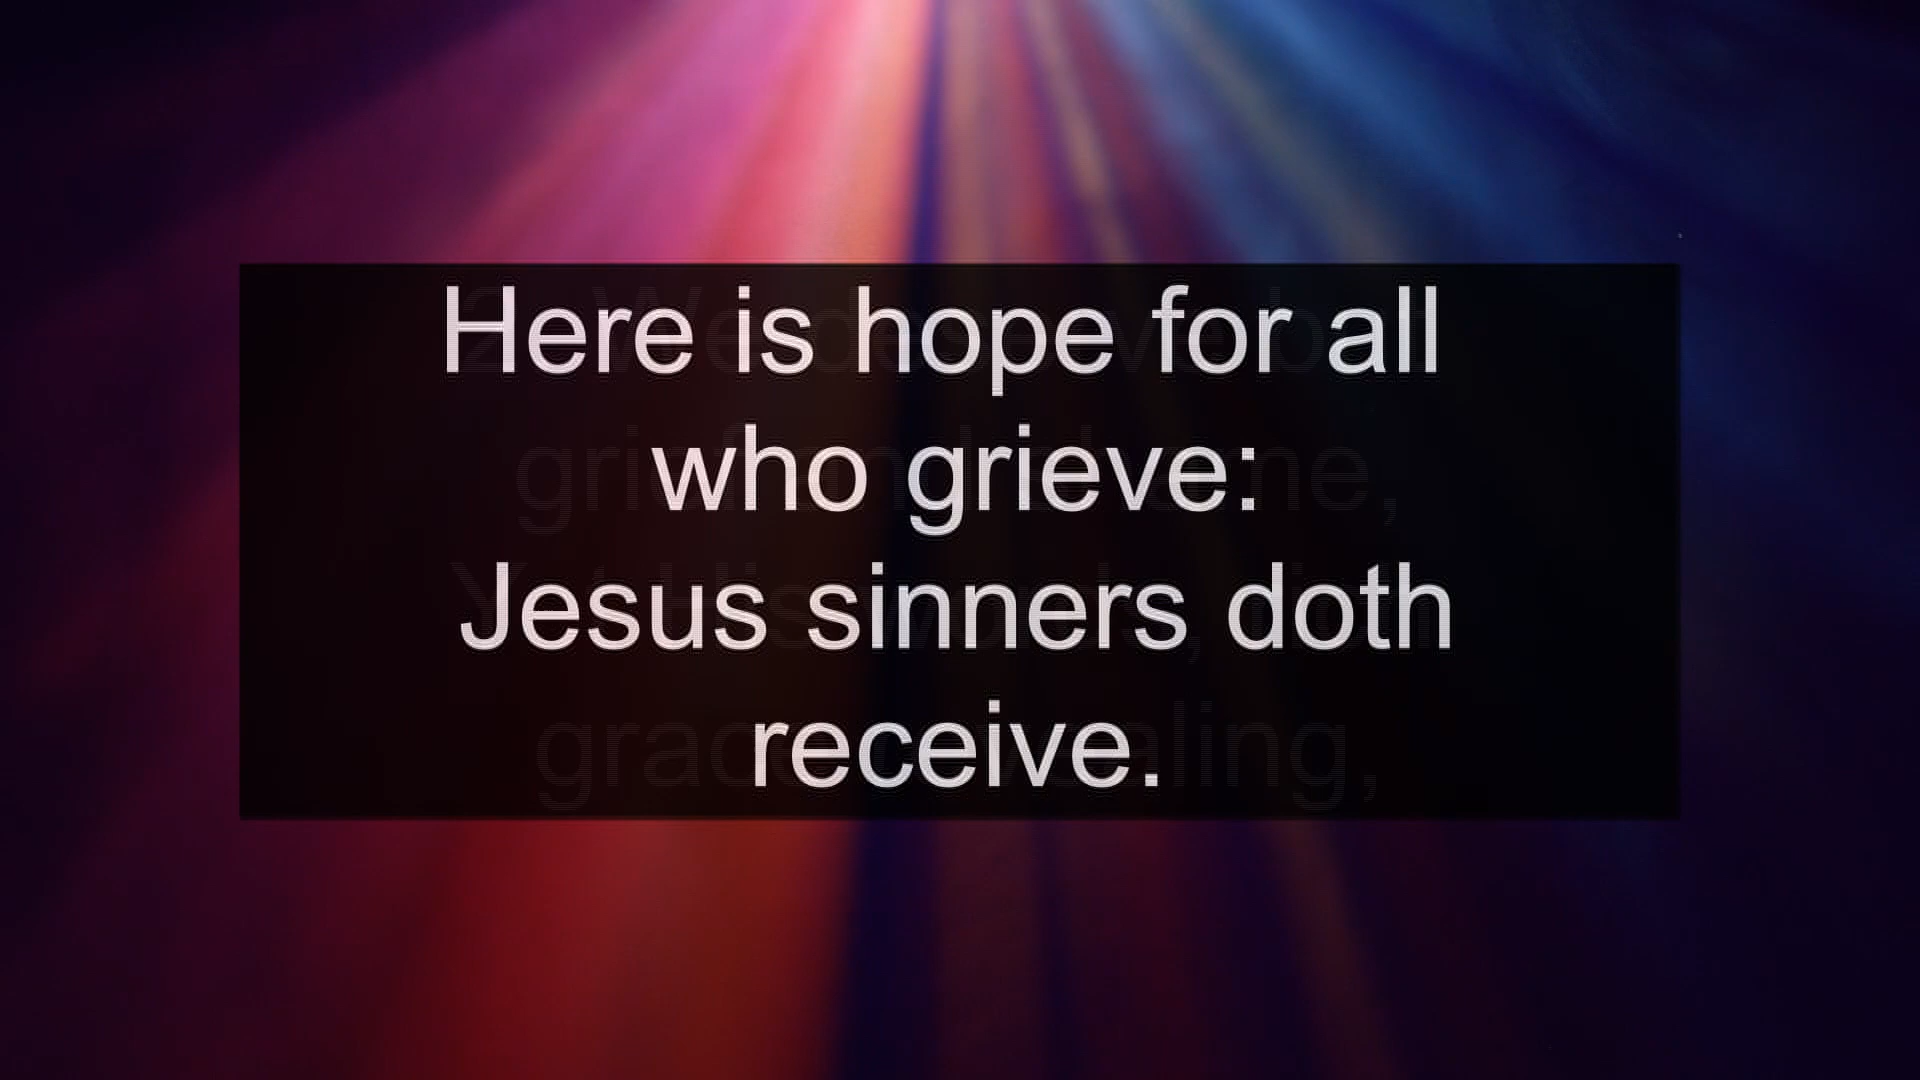 Here is hope for all
who grieve:
Jesus sinners doth
receive.